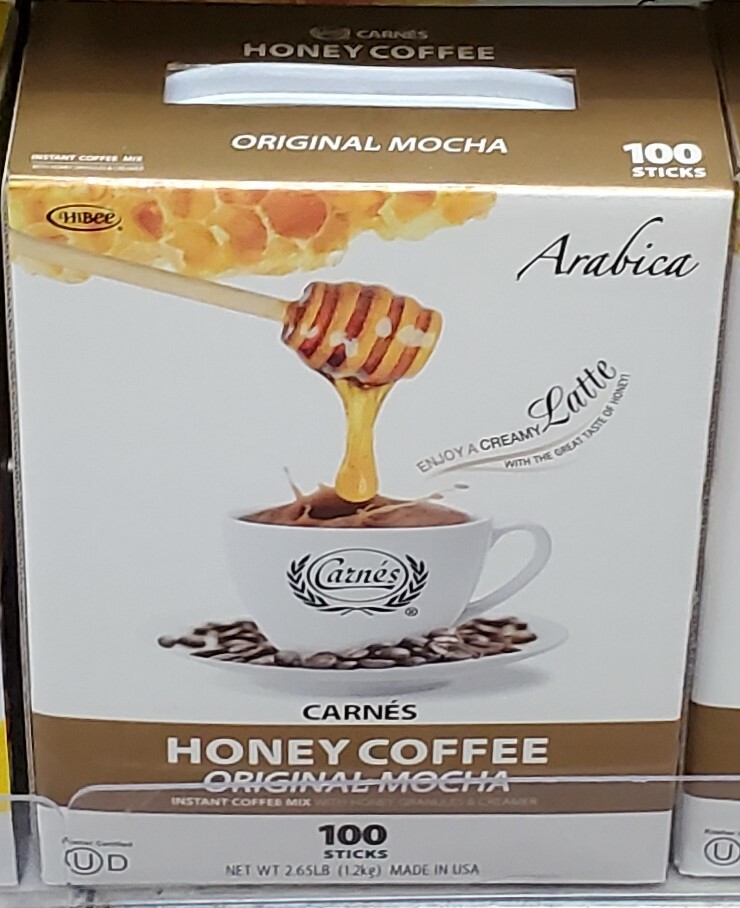 CARNÉS
HONEY COFFEE
ORIGINAL MOCHA
INSTANT COFFEE MIX
100
STICKS
HiBee
Arabica
ENJOY A CREAMY Latte
WITH THE GREAT TASTE OF HONEY!
Carnés
CARNÉS
HONEY COFFEE
ORIGINAL MOCHA
INSTANT COFFEE MIX WITH HONEY GRANULES & CREAMER
100
STICKS
Kosher Certified
U D
NET WT 2.65LB (1.2kg) MADE IN USA
U